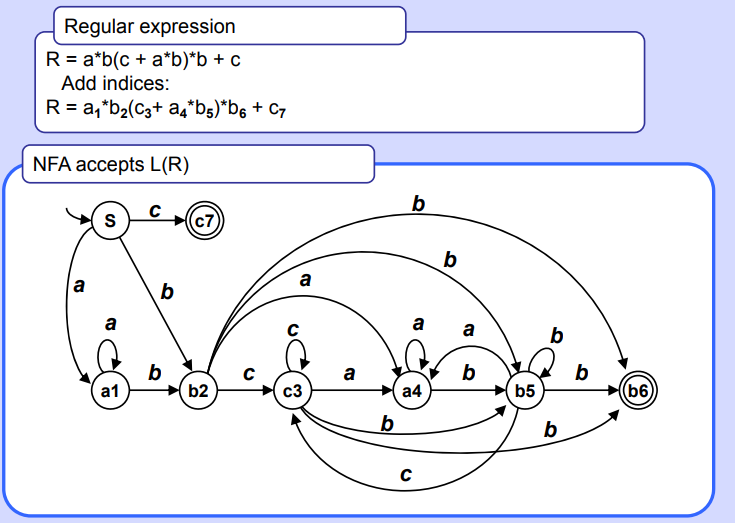 Regular expression
R = a*b(c + a*b)*b + c
Add indices:
R = a₁*b₂(c₃+ a₄*b₅)*b₆ + c₇
NFA accepts L(R)
b
S
c
c7
b
a
b
a
a
c
a
a
b
a1
b
b2
c
c3
a
a4
b
b5
b
b6
b
b
c